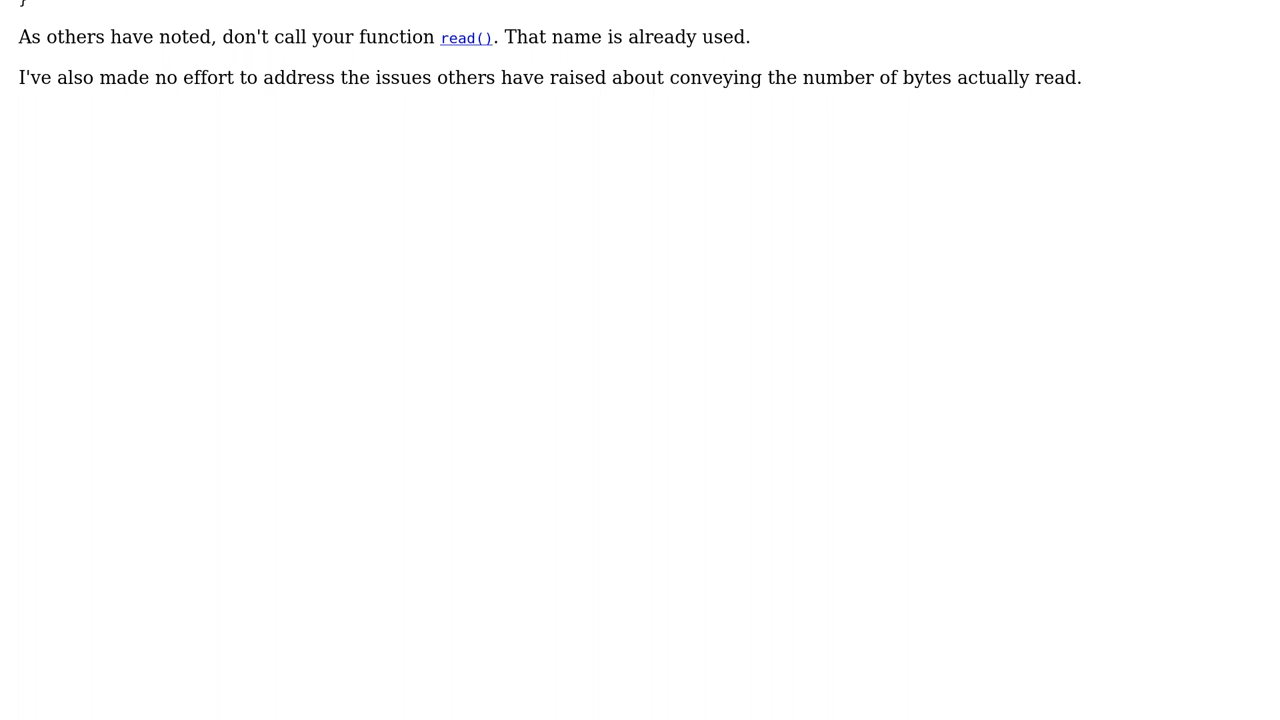 }
As others have noted, don't call your function read(). That name is already used.
I've also made no effort to address the issues others have raised about conveying the number of bytes actually read.